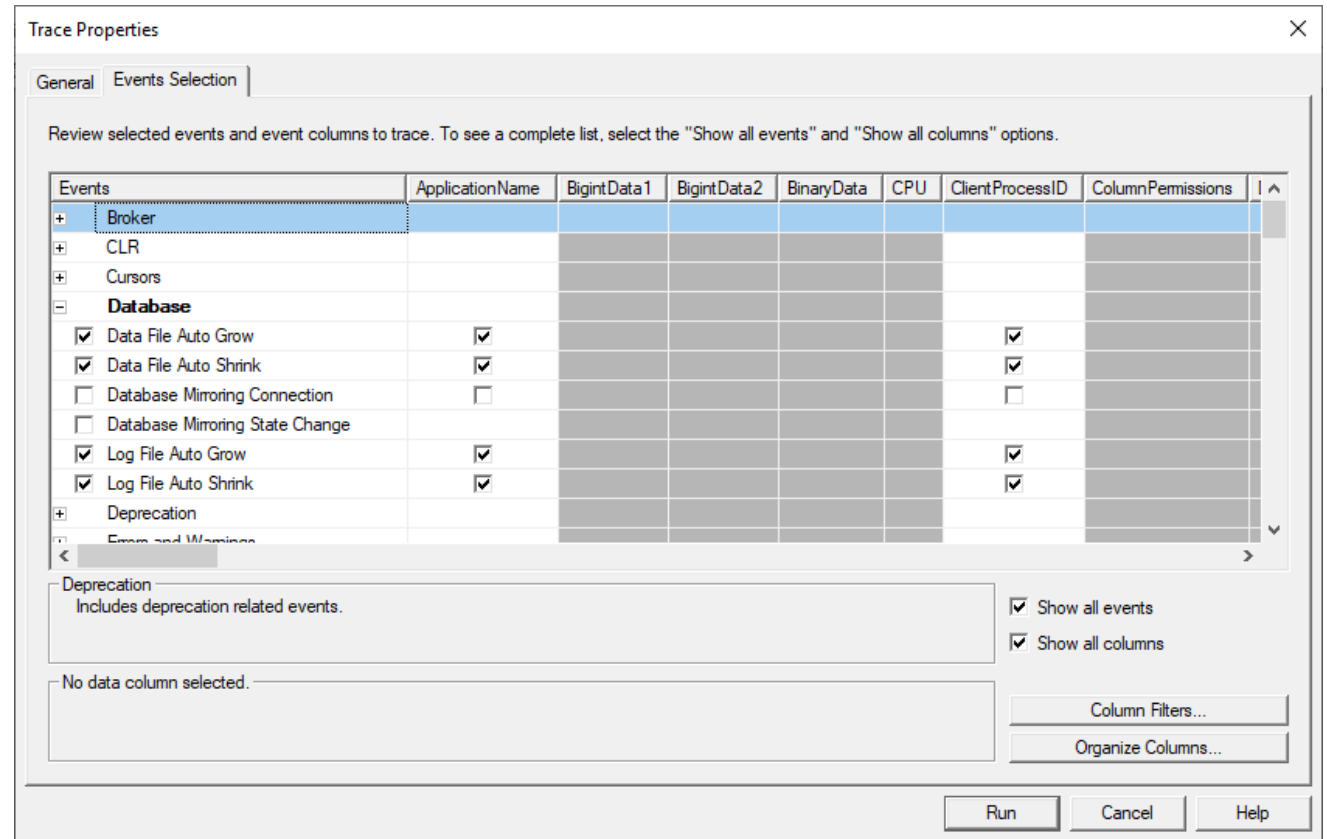 Trace Properties
General Events Selection
Review selected events and event columns to trace. To see a complete list, select the "Show all events" and "Show all columns" options.
Events ApplicationName BigintData1 BigintData2 BinaryData CPU ClientProcessID ColumnPermissions
Broker
CLR
Cursors
Database
Data File Auto Grow
Data File Auto Shrink
Database Mirroring Connection
Database Mirroring State Change
Log File Auto Grow
Log File Auto Shrink
Deprecation
Errors and Warnings
Deprecation
Includes deprecation related events.
Show all events
Show all columns
No data column selected.
Column Filters...
Organize Columns...
Run Cancel Help